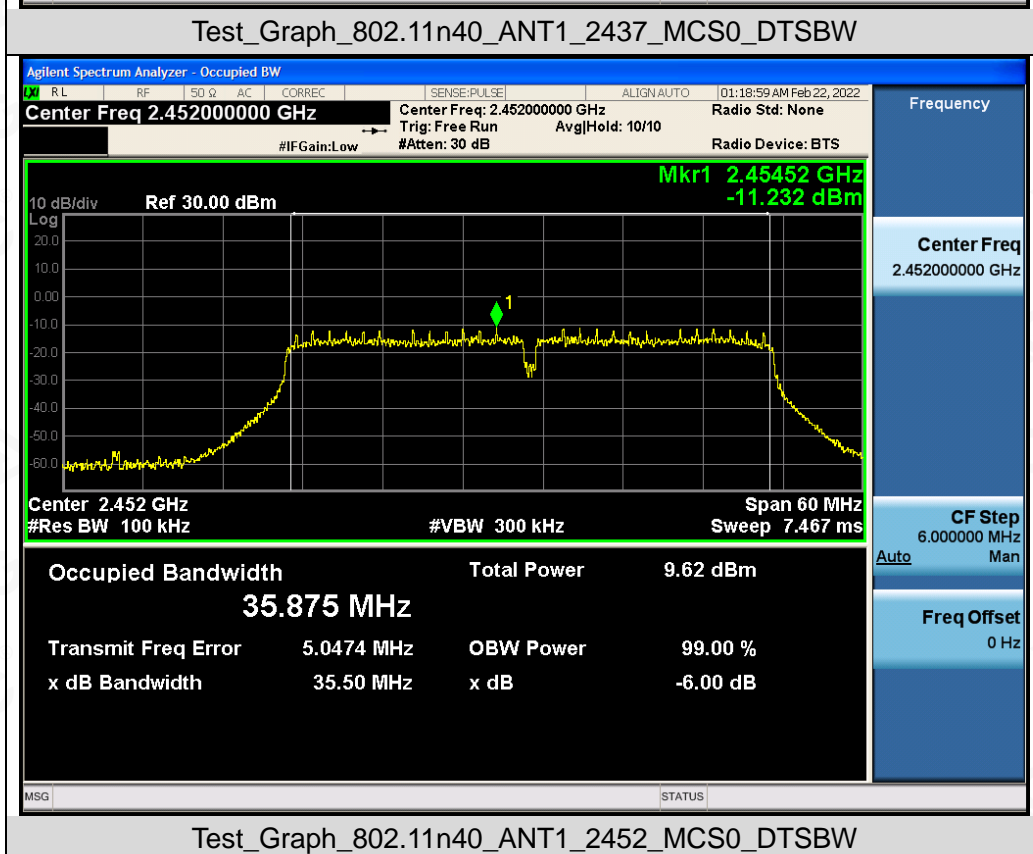 Test_Graph_802.11n40_ANT1_2437_MCS0_DTSBW
Agilent Spectrum Analyzer - Occupied BW
LXI RL RF 50 Ω AC CORREC SENSE:PULSE ALIGN AUTO 01:18:59 AM Feb 22, 2022
Center Freq 2.452000000 GHz Center Freq: 2.452000000 GHz Radio Std: None
Trig: Free Run Avg|Hold: 10/10
#IFGain:Low #Atten: 30 dB Radio Device: BTS
Mkr1 2.45452 GHz
-11.232 dBm
10 dB/div Ref 30.00 dBm
Log
20.0
10.0
0.00
-10.0
-20.0
-30.0
-40.0
-50.0
-60.0
1
Center 2.452 GHz Span 60 MHz
#Res BW 100 kHz #VBW 300 kHz Sweep 7.467 ms
Occupied Bandwidth Total Power 9.62 dBm
35.875 MHz
Transmit Freq Error 5.0474 MHz OBW Power 99.00 %
x dB Bandwidth 35.50 MHz x dB -6.00 dB
Frequency
Center Freq
2.452000000 GHz
CF Step
6.000000 MHz
Auto Man
Freq Offset
0 Hz
MSG STATUS
Test_Graph_802.11n40_ANT1_2452_MCS0_DTSBW